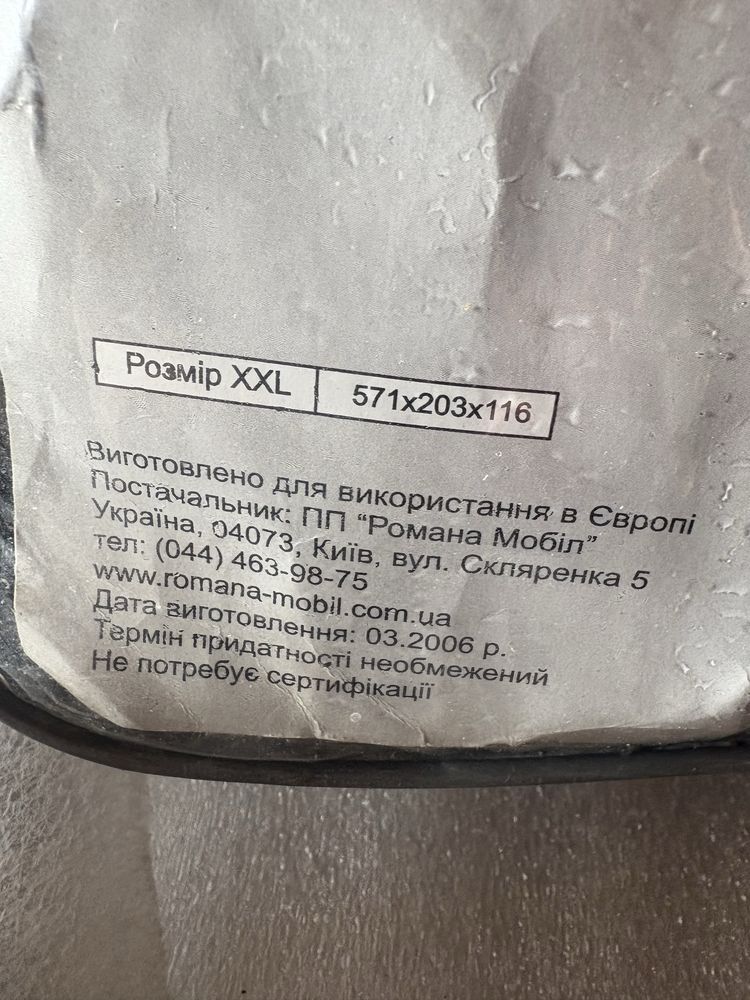 Розмір XXL 571x203x116
Виготовлено для використання в Європі
Постачальник: ПП “Романа Мобіл”
Україна, 04073, Київ, вул. Скляренка 5
тел: (044) 463-98-75
www.romana-mobil.com.ua
Дата виготовлення: 03.2006 р.
Термін придатності необмежений
Не потребує сертифікації